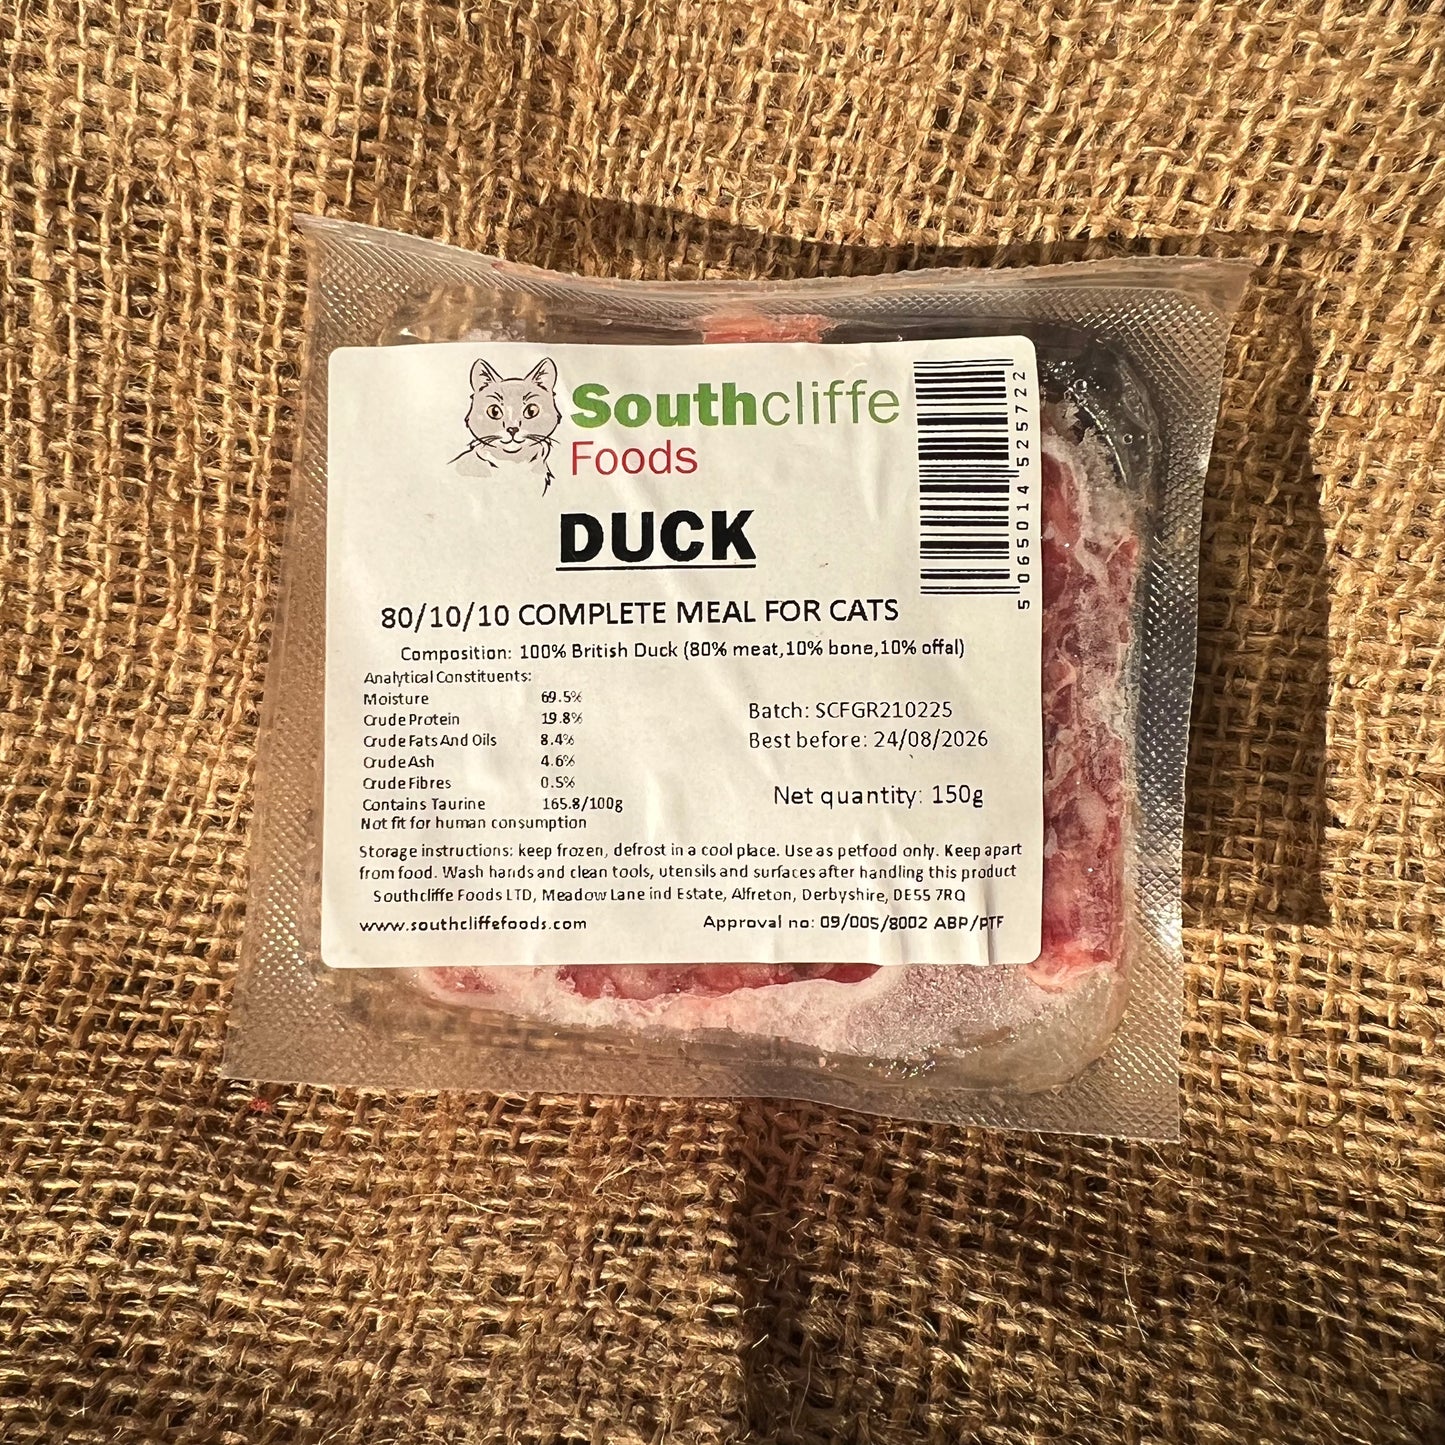 Southcliffe
Foods
DUCK
80/10/10 COMPLETE MEAL FOR CATS
Composition: 100% British Duck (80% meat,10% bone,10% offal)
Analytical Constituents:
Moisture 69.5%
Crude Protein 19.8%
Crude Fats And Oils 8.4%
Crude Ash 4.6%
Crude Fibres 0.5%
Contains Taurine 165.8/100g
Not fit for human consumption
Batch: SCFGR210225
Best before: 24/08/2026
Net quantity: 150g
Storage instructions: keep frozen, defrost in a cool place. Use as petfood only. Keep apart
from food. Wash hands and clean tools, utensils and surfaces after handling this product
Southcliffe Foods LTD, Meadow Lane ind Estate, Alfreton, Derbyshire, DE55 7RQ
www.southcliffefoods.com Approval no: 09/005/8002 ABP/PTF
5 065014 525722